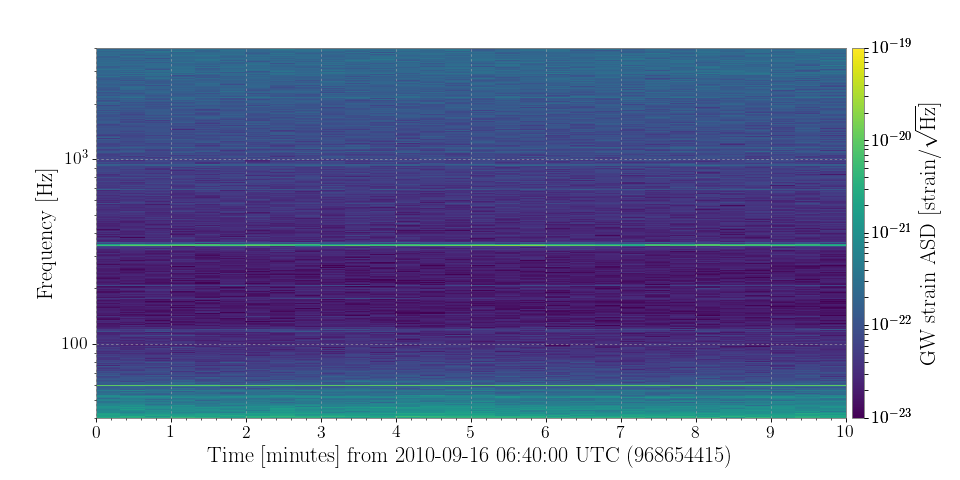 10^−19
10^−20
10^3
10^−21
100
10^−22
10^−23
0 1 2 3 4 5 6 7 8 9 10
Time [minutes] from 2010-09-16 06:40:00 UTC (968654415)
Frequency [Hz]
GW strain ASD [strain/√Hz]